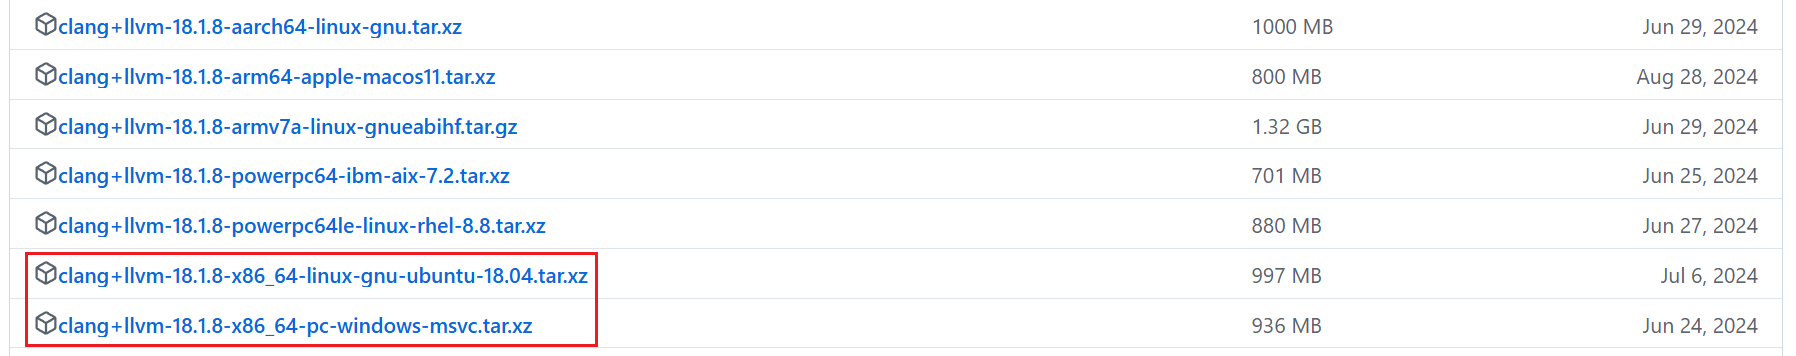 clang+llvm-18.1.8-aarch64-linux-gnu.tar.xz 1000 MB Jun 29, 2024
clang+llvm-18.1.8-arm64-apple-macos11.tar.xz 800 MB Aug 28, 2024
clang+llvm-18.1.8-armv7a-linux-gnueabihf.tar.gz 1.32 GB Jun 29, 2024
clang+llvm-18.1.8-powerpc64-ibm-aix-7.2.tar.xz 701 MB Jun 25, 2024
clang+llvm-18.1.8-powerpc64le-linux-rhel-8.8.tar.xz 880 MB Jun 27, 2024
clang+llvm-18.1.8-x86_64-linux-gnu-ubuntu-18.04.tar.xz 997 MB Jul 6, 2024
clang+llvm-18.1.8-x86_64-pc-windows-msvc.tar.xz 936 MB Jun 24, 2024